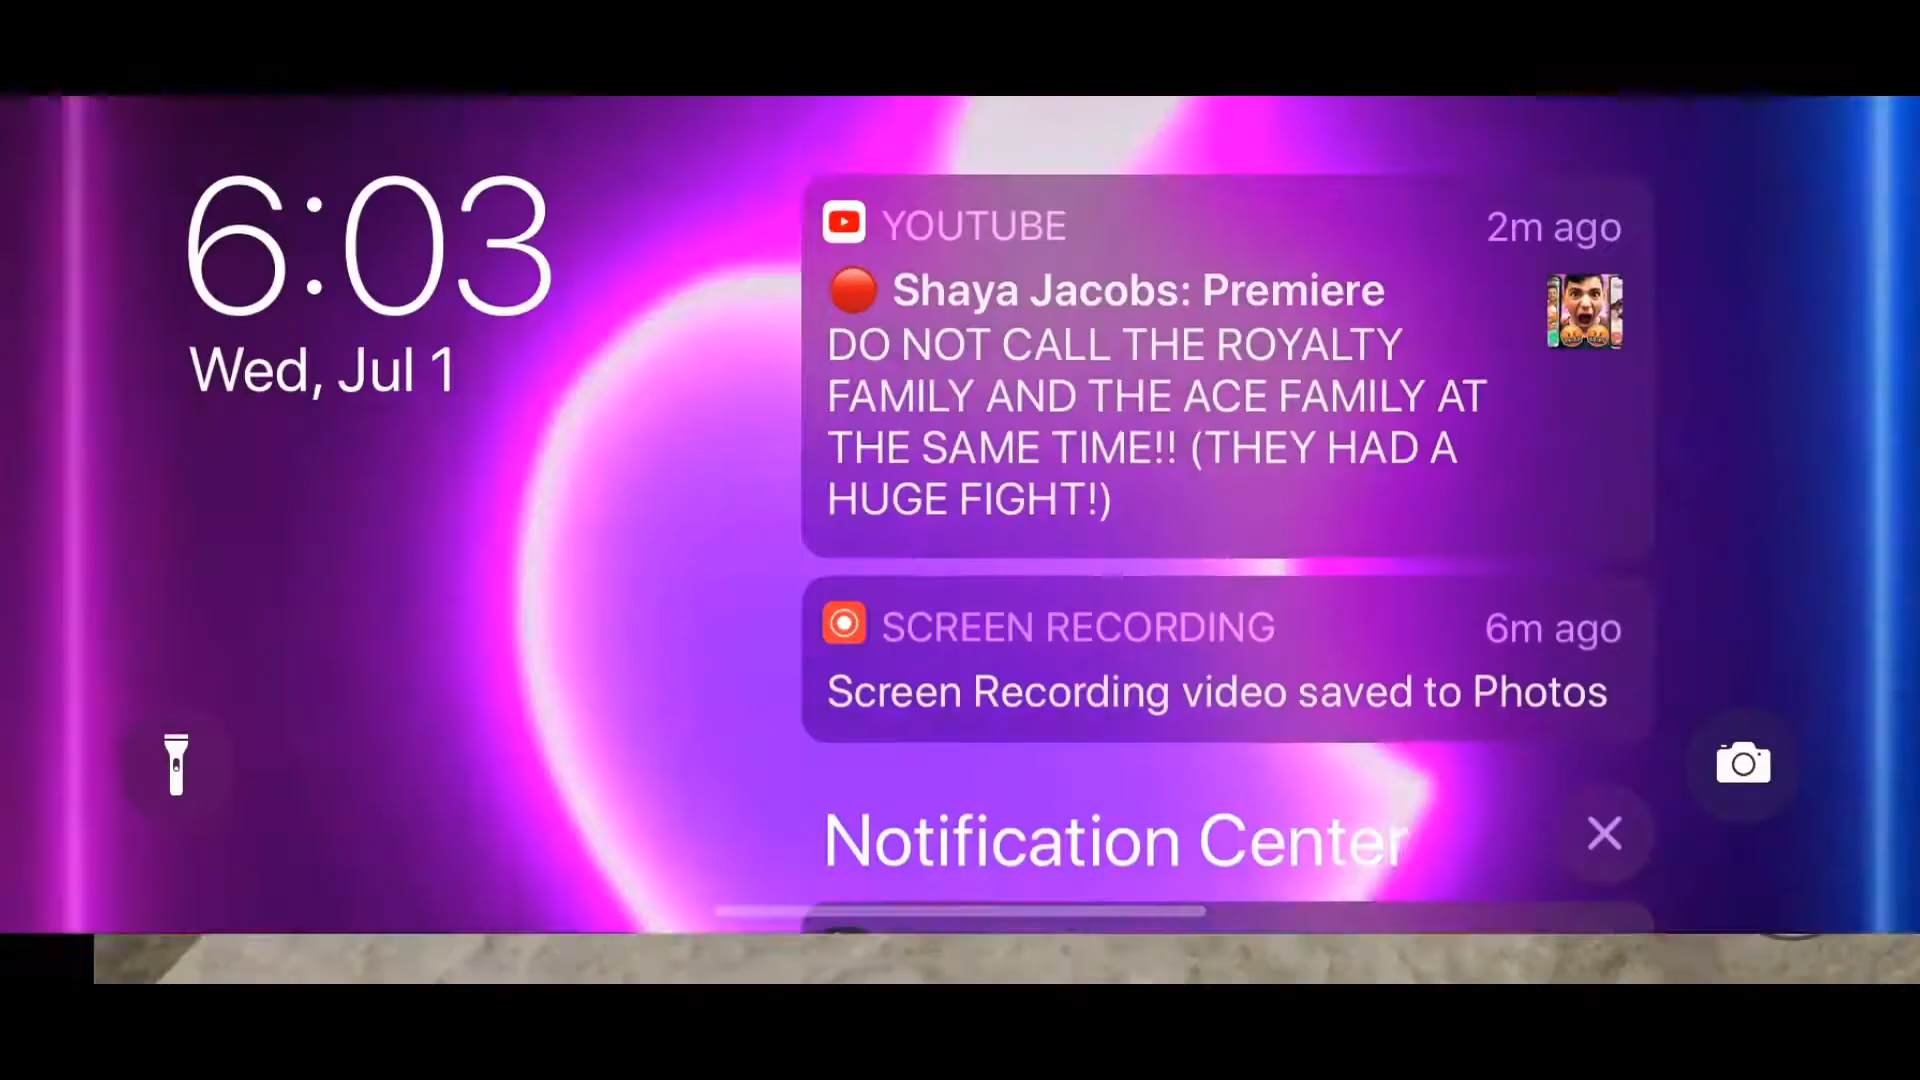 6:03
Wed, Jul 1
YOUTUBE
2m ago
Shaya Jacobs: Premiere
DO NOT CALL THE ROYALTY
FAMILY AND THE ACE FAMILY AT
THE SAME TIME!! (THEY HAD A
HUGE FIGHT!)
SCREEN RECORDING
6m ago
Screen Recording video saved to Photos
Notification Center